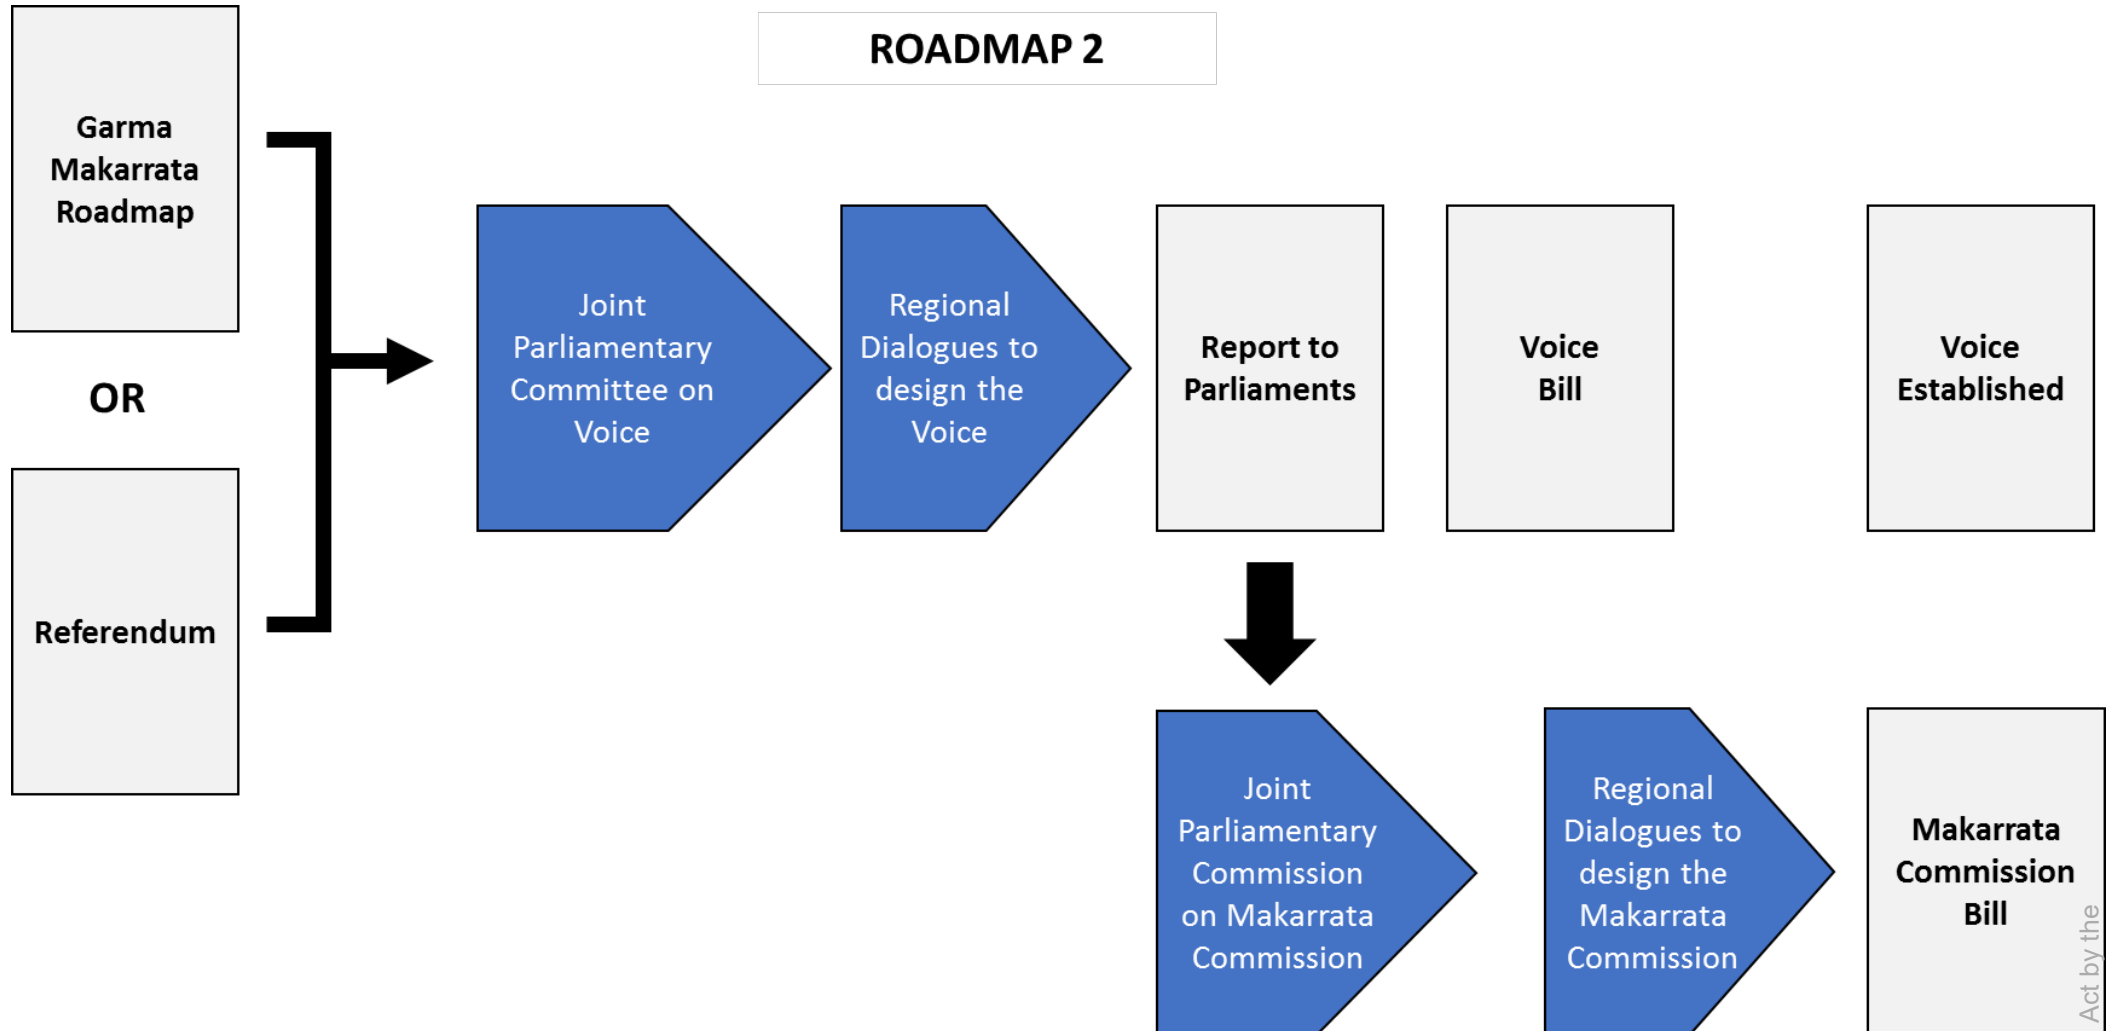 ROADMAP 2
Garma
Makarrata
Roadmap
OR
Referendum
Joint
Parliamentary
Committee on
Voice
Regional
Dialogues to
design the
Voice
Report to
Parliaments
Voice
Bill
Voice
Established
Joint
Parliamentary
Commission
on Makarrata
Commission
Regional
Dialogues to
design the
Makarrata
Commission
Makarrata
Commission
Bill
Act by the